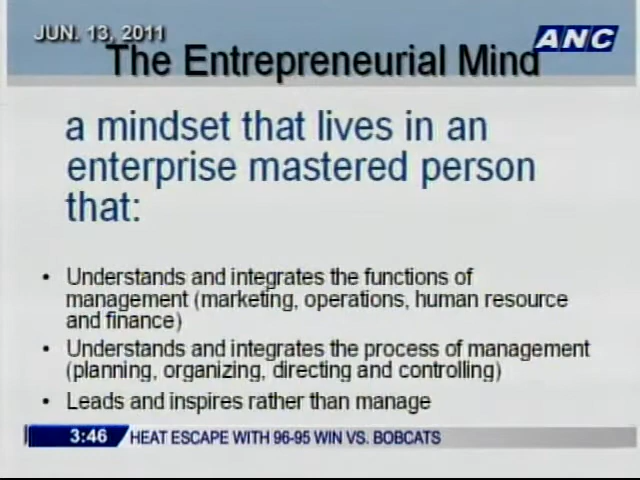 JUN. 13, 2011
ANC
The Entrepreneurial Mind
a mindset that lives in an
enterprise mastered person
that:
• Understands and integrates the functions of
management (marketing, operations, human resource
and finance)
• Understands and integrates the process of management
(planning, organizing, directing and controlling)
• Leads and inspires rather than manage
3:46 HEAT ESCAPE WITH 96-95 WIN VS. BOBCATS